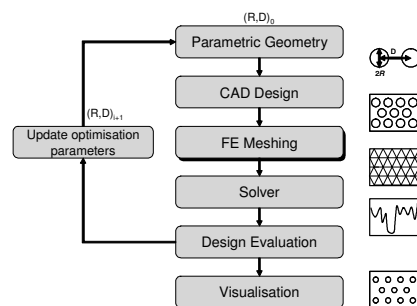 (R,D)₀
Parametric Geometry
D
2R
CAD Design
(R,D)ᵢ₊₁
Update optimisation
parameters
FE Meshing
Solver
Design Evaluation
Visualisation